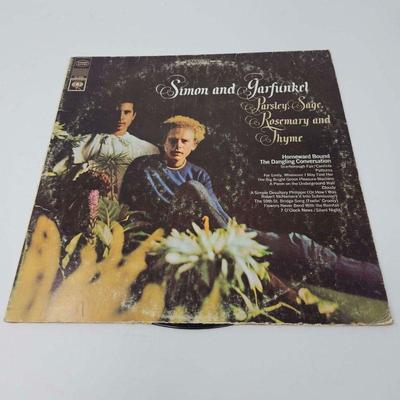 Simon and Garfunkel
Parsley, Sage,
Rosemary and
Thyme
Homeward Bound
The Dangling Conversation
Scarborough Fair/Canticle
Patterns
For Emily, Whenever I May Find Her
The Big Bright Green Pleasure Machine
A Poem on the Underground Wall
Cloudy
A Simple Desultory Philippic (Or How I Was
Robert McNamara'd Into Submission)
The 59th St. Bridge Song (Feelin' Groovy)
Flowers Never Bend With the Rainfall
7 O'Clock News / Silent Night